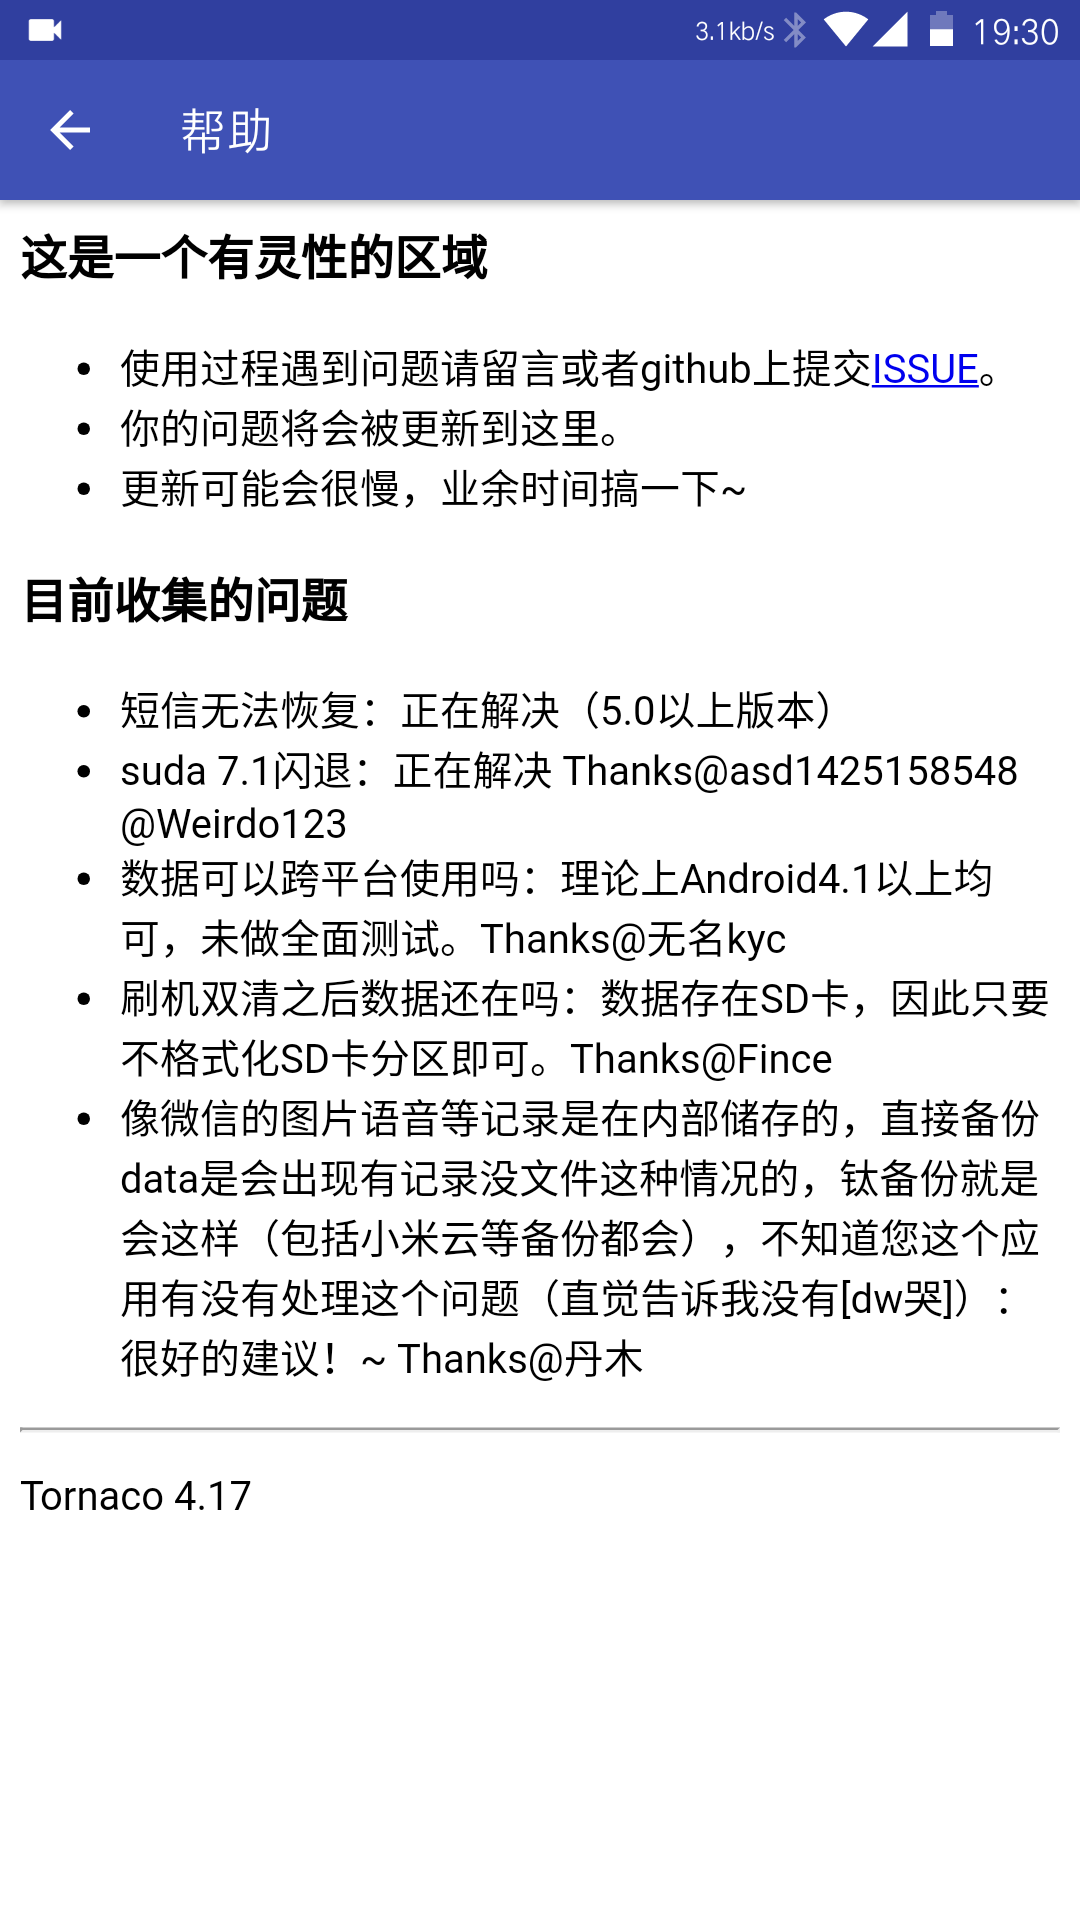 3.1kb/s 19:30
帮助
这是一个有灵性的区域
• 使用过程遇到问题请留言或者github上提交ISSUE。
• 你的问题将会被更新到这里。
• 更新可能会很慢，业余时间搞一下~
目前收集的问题
• 短信无法恢复：正在解决（5.0以上版本）
• suda 7.1闪退：正在解决 Thanks@asd1425158548
@Weirdo123
• 数据可以跨平台使用吗：理论上Android4.1以上均
可，未做全面测试。Thanks@无名kyc
• 刷机双清之后数据还在吗：数据存在SD卡，因此只要
不格式化SD卡分区即可。Thanks@Fince
• 像微信的图片语音等记录是在内部储存的，直接备份
data是会出现有记录没文件这种情况的，钛备份就是
会这样（包括小米云等备份都会），不知道您这个应
用有没有处理这个问题（直觉告诉我没有[dw哭]）：
很好的建议！~ Thanks@丹木
Tornaco 4.17